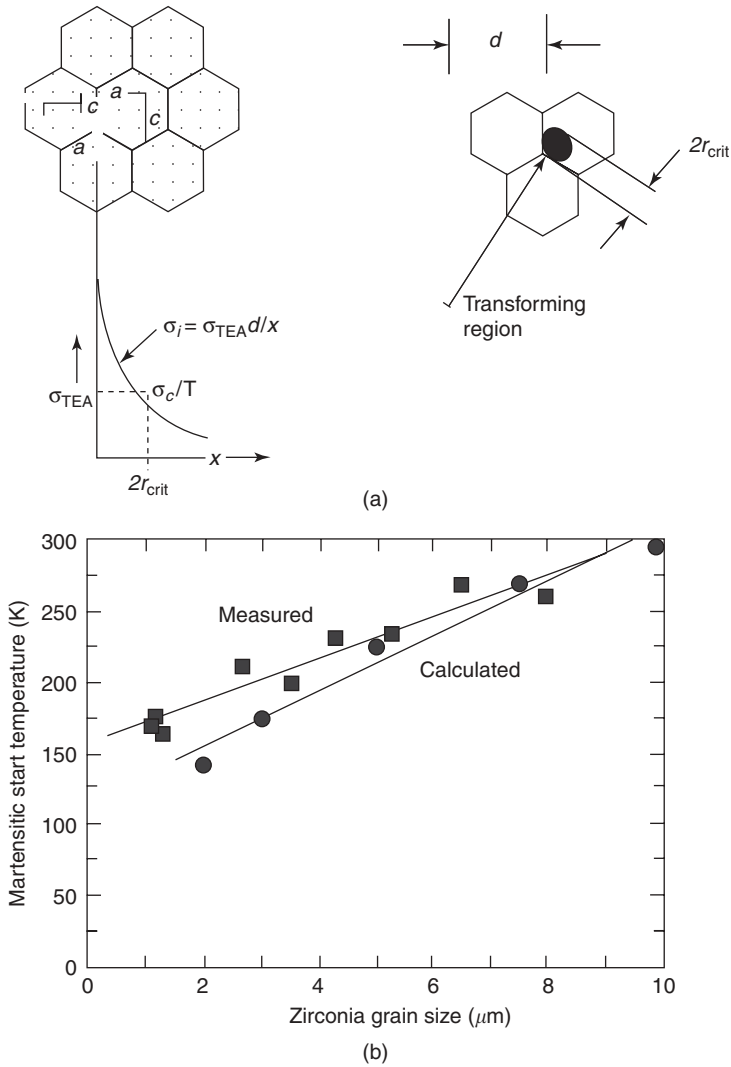 a
c
c
a
d
2r_crit
Transforming
region
σ_i = σ_TEA d/x
σ_TEA
σ_c/T
x
2r_crit
(a)
Martensitic start temperature (K)
300
250
200
150
100
50
0
Measured
Calculated
0 2 4 6 8 10
Zirconia grain size (μm)
(b)